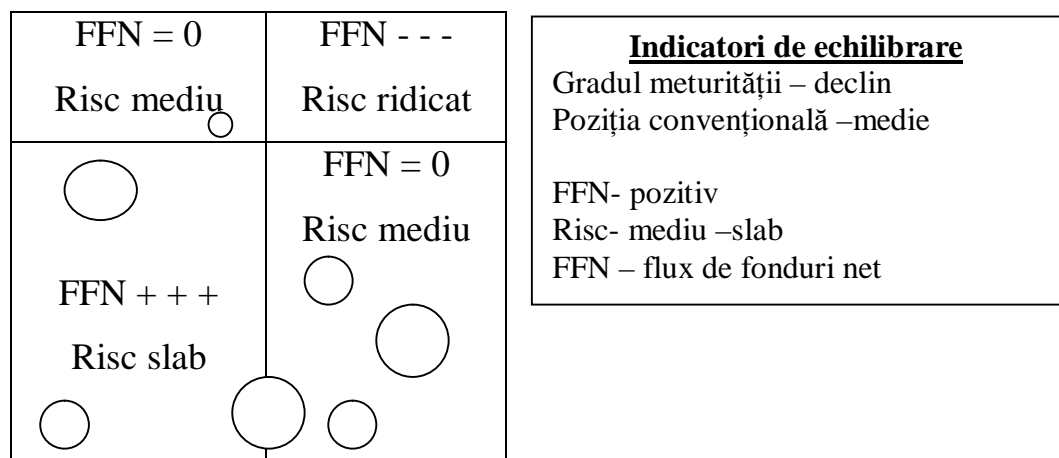 FFN = 0
Risc mediu
FFN - - -
Risc ridicat
FFN + + +
Risc slab
FFN = 0
Risc mediu
Indicatori de echilibrare
Gradul meturității – declin
Poziția convențională –medie
FFN- pozitiv
Risc- mediu –slab
FFN – flux de fonduri net